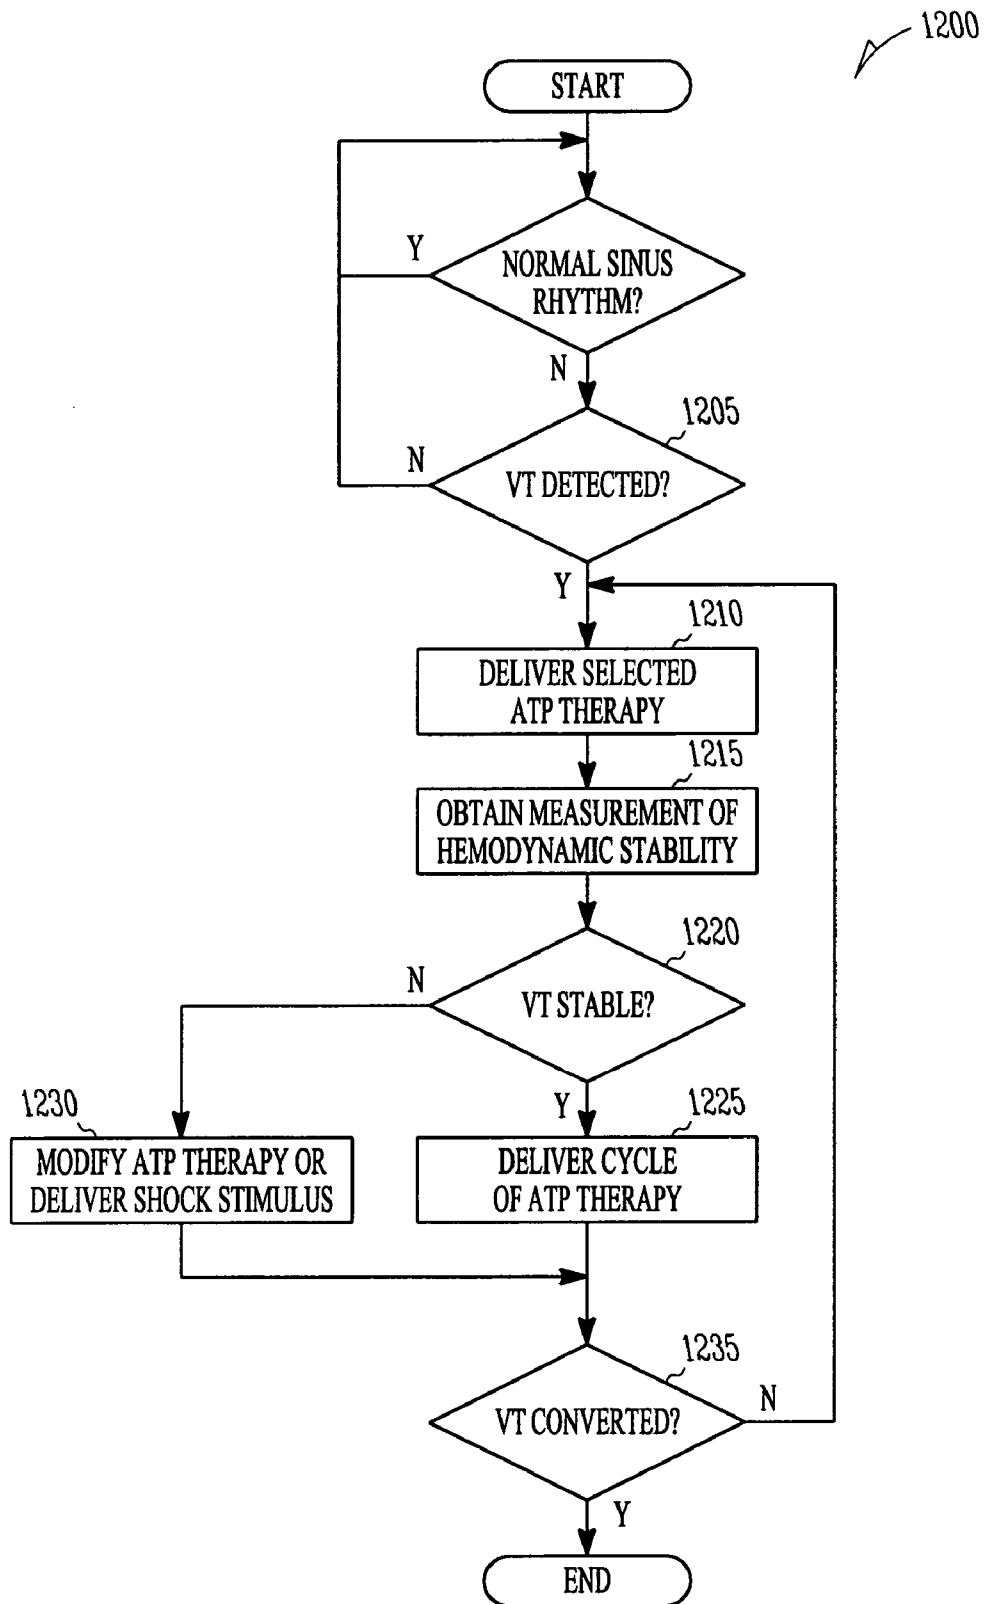 1200
START
Y
NORMAL SINUS
RHYTHM?
N
1205
N
VT DETECTED?
Y
1210
DELIVER SELECTED
ATP THERAPY
1215
OBTAIN MEASUREMENT OF
HEMODYNAMIC STABILITY
1220
N
VT STABLE?
Y
1230
1225
MODIFY ATP THERAPY OR
DELIVER SHOCK STIMULUS
DELIVER CYCLE
OF ATP THERAPY
1235
VT CONVERTED?
N
Y
END